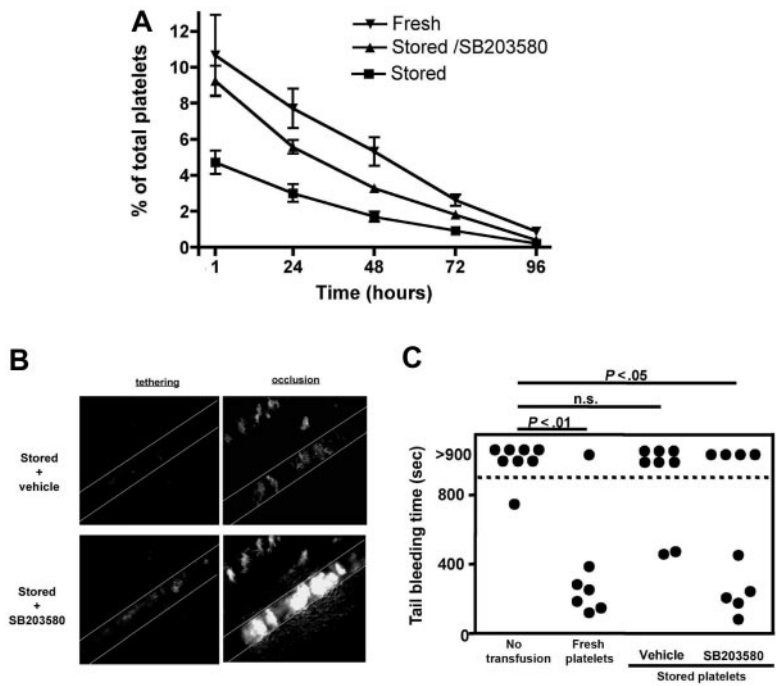 A
Fresh
Stored /SB203580
Stored
% of total platelets
12
10
8
6
4
2
0
1 24 48 72 96
Time (hours)
B
tethering occlusion
Stored
+
vehicle
Stored
+
SB203580
C
P < .05
n.s.
P < .01
Tail bleeding time (sec)
>900
800
400
0
No
transfusion
Fresh
platelets
Vehicle SB203580
Stored platelets